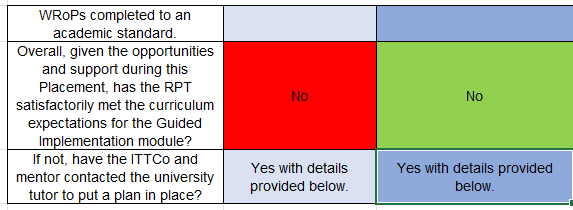 WRoPs completed to an
academic standard.
Overall, given the opportunities
and support during this
Placement, has the RPT
satisfactorily met the curriculum
expectations for the Guided
Implementation module?
No
No
If not, have the ITTCo and
mentor contacted the university
tutor to put a plan in place?
Yes with details
provided below.
Yes with details provided
below.